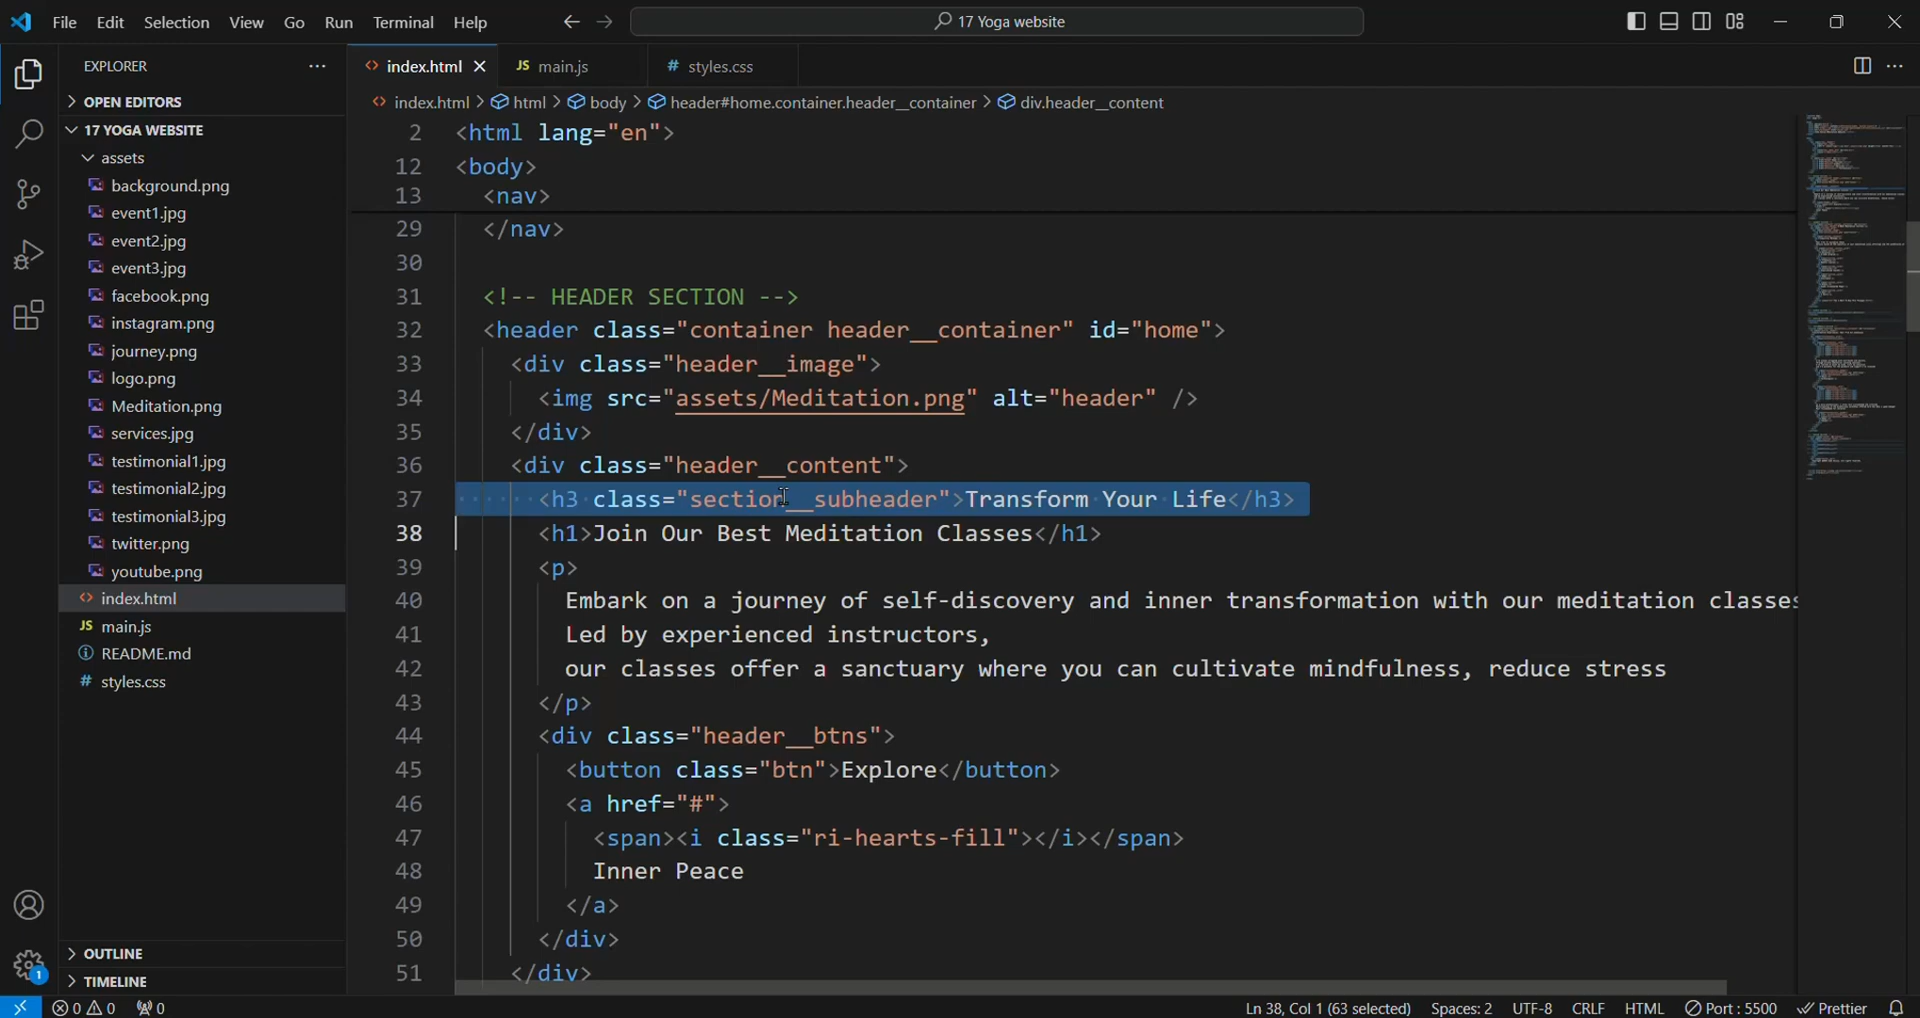 File Edit Selection View Go Run Terminal Help 17 Yoga website
EXPLORER
OPEN EDITORS
17 YOGA WEBSITE
assets
background.png
event1.jpg
event2.jpg
event3.jpg
facebook.png
instagram.png
journey.png
logo.png
Meditation.png
services.jpg
testimonial1.jpg
testimonial2.jpg
testimonial3.jpg
twitter.png
youtube.png
index.html
JS main.js
README.md
# styles.css
OUTLINE
TIMELINE
index.html JS main.js # styles.css
index.html > html > body > header#home.container.header__container > div.header__content
2 <html lang="en">
12 <body>
13 <nav>
29 </nav>
30
31 <!-- HEADER SECTION -->
32 <header class="container header__container" id="home">
33 <div class="header__image">
34 <img src="assets/Meditation.png" alt="header" />
35 </div>
36 <div class="header__content">
37 <h3 class="section__subheader">Transform Your Life</h3>
38 <h1>Join Our Best Meditation Classes</h1>
39 <p>
40 Embark on a journey of self-discovery and inner transformation with our meditation classes
41 Led by experienced instructors,
42 our classes offer a sanctuary where you can cultivate mindfulness, reduce stress
43 </p>
44 <div class="header__btns">
45 <button class="btn">Explore</button>
46 <a href="#">
47 <span><i class="ri-hearts-fill"></i></span>
48 Inner Peace
49 </a>
50 </div>
51 </div>
1
0 0 0 Ln 38, Col 1 (63 selected) Spaces: 2 UTF-8 CRLF HTML Port : 5500 Prettier